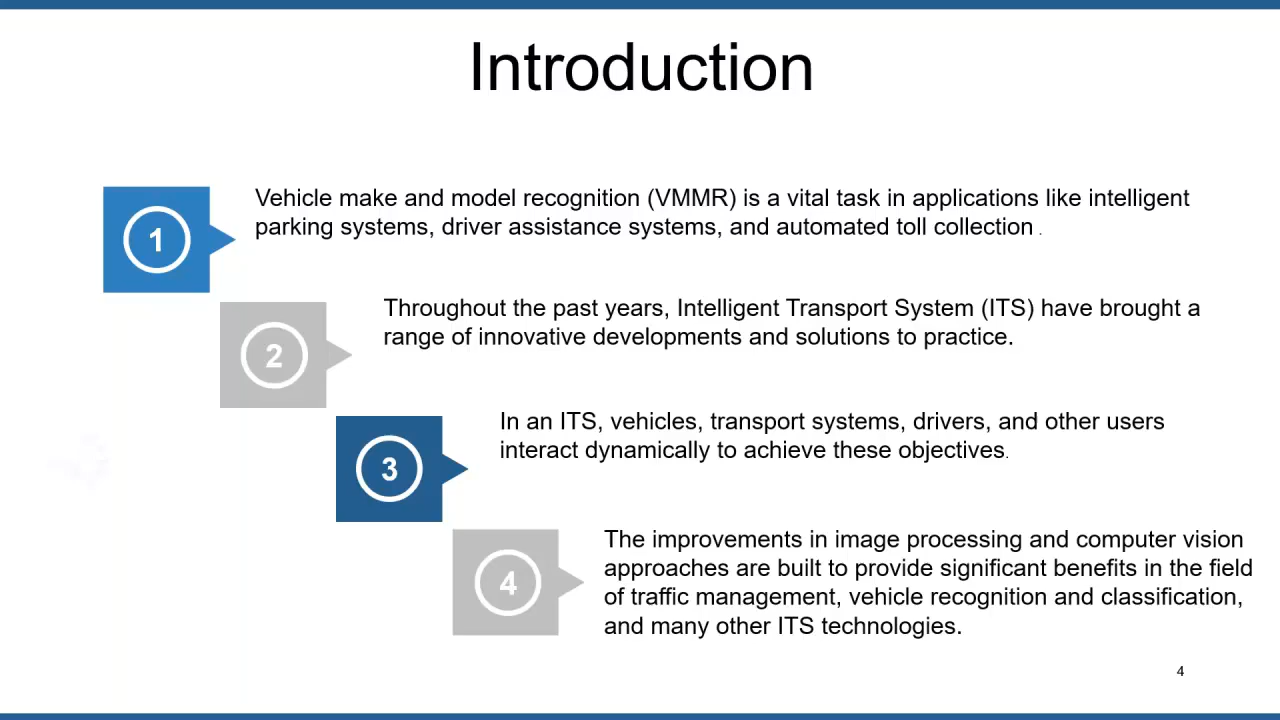 Introduction
1
Vehicle make and model recognition (VMMR) is a vital task in applications like intelligent
parking systems, driver assistance systems, and automated toll collection .
2
Throughout the past years, Intelligent Transport System (ITS) have brought a
range of innovative developments and solutions to practice.
3
In an ITS, vehicles, transport systems, drivers, and other users
interact dynamically to achieve these objectives.
4
The improvements in image processing and computer vision
approaches are built to provide significant benefits in the field
of traffic management, vehicle recognition and classification,
and many other ITS technologies.
4